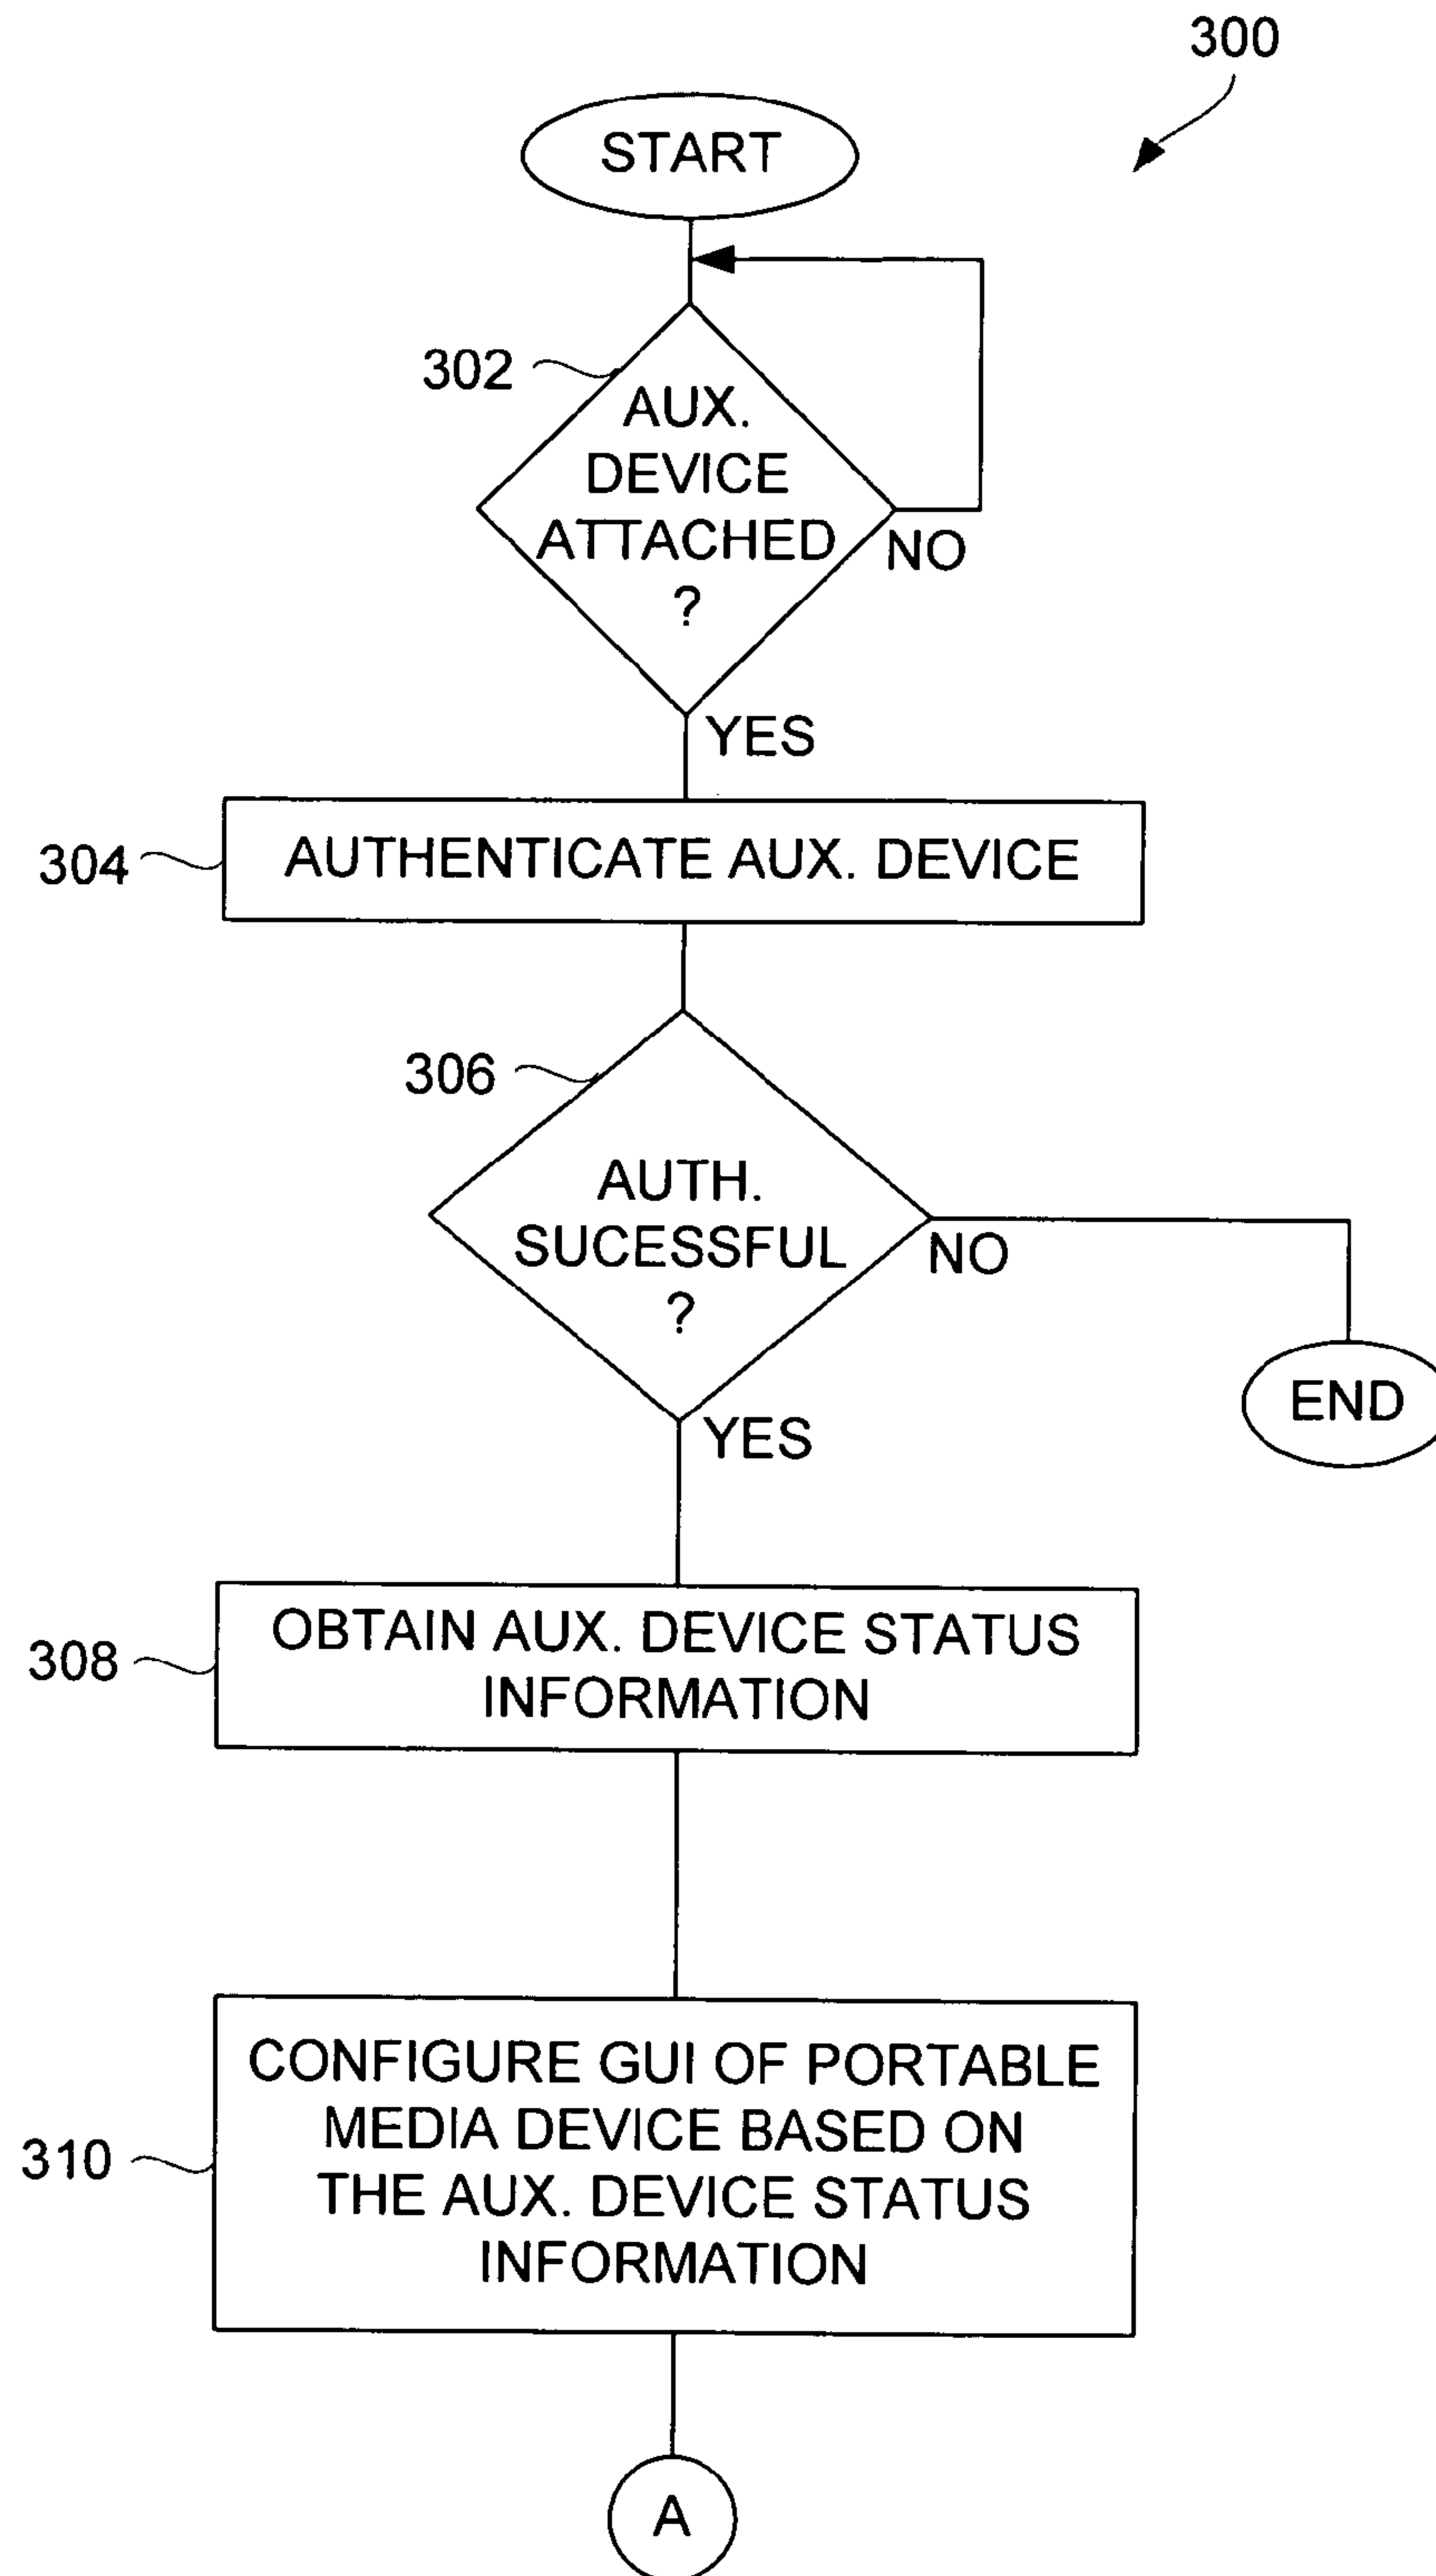 300
START
302
AUX.
DEVICE
ATTACHED
?
NO
YES
304
AUTHENTICATE AUX. DEVICE
306
AUTH.
SUCESSFUL
?
NO
END
YES
308
OBTAIN AUX. DEVICE STATUS
INFORMATION
310
CONFIGURE GUI OF PORTABLE
MEDIA DEVICE BASED ON
THE AUX. DEVICE STATUS
INFORMATION
A